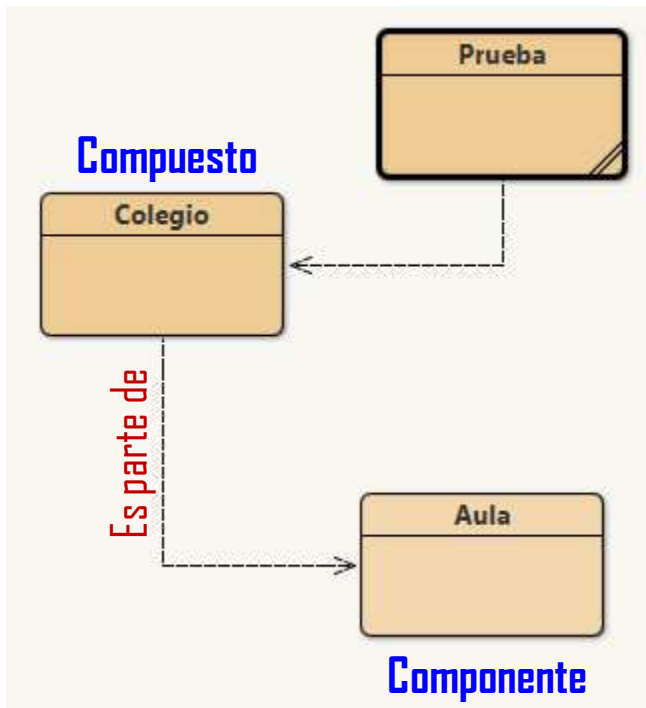 Prueba
Compuesto
Colegio
Es parte de
Aula
Componente